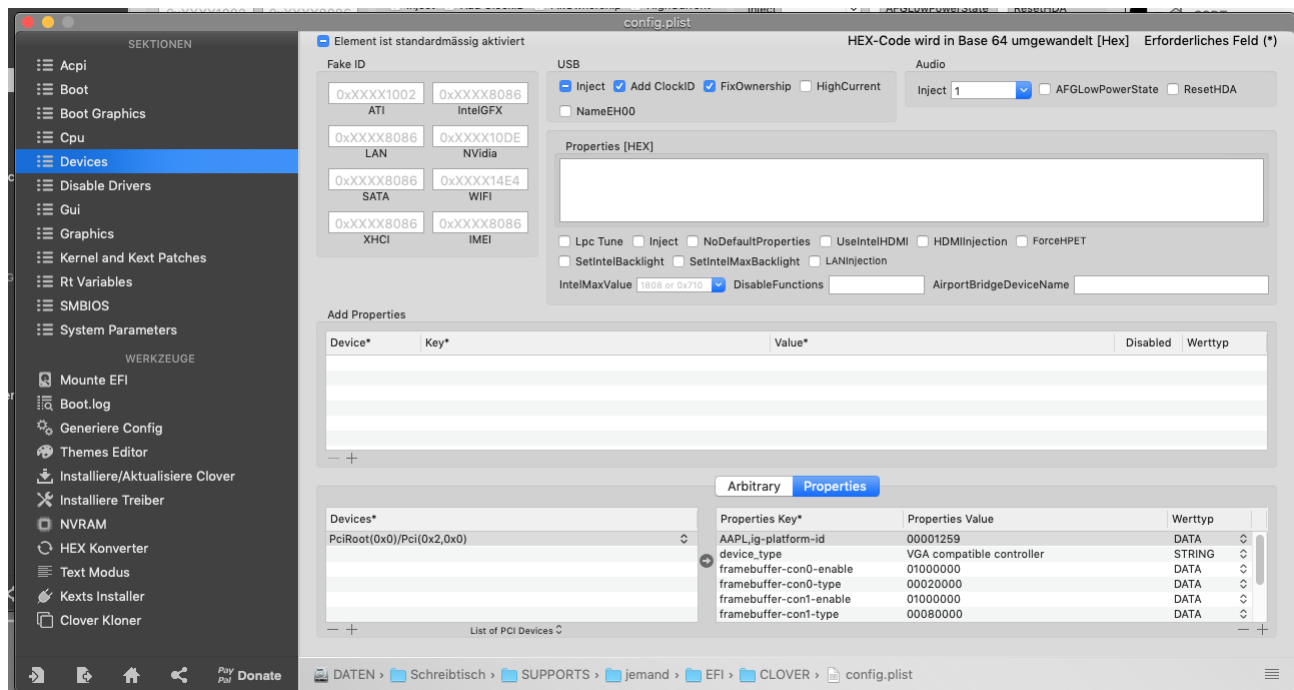 config.plist
SEKTIONEN
Acpi
Boot
Boot Graphics
Cpu
Devices
Disable Drivers
Gui
Graphics
Kernel and Kext Patches
Rt Variables
SMBIOS
System Parameters
WERKZEUGE
Mounte EFI
Boot.log
Generiere Config
Themes Editor
Installiere/Aktualisiere Clover
Installiere Treiber
NVRAM
HEX Konverter
Text Modus
Kexts Installer
Clover Kloner
Pay Pal Donate
Element ist standardmässig aktiviert
HEX-Code wird in Base 64 umgewandelt [Hex] Erforderliches Feld (*)
Fake ID
0xXXXX1002 0xXXXX8086
ATI IntelGFX
0xXXXX8086 0xXXXX10DE
LAN NVidia
0xXXXX8086 0xXXXX14E4
SATA WIFI
0xXXXX8086 0xXXXX8086
XHCI IMEI
USB
Inject Add ClockID FixOwnership HighCurrent
NameEH00
Audio
Inject 1 AFGLowPowerState ResetHDA
Properties [HEX]
Lpc Tune Inject NoDefaultProperties UseIntelHDMI HDMIInjection ForceHPET
SetIntelBacklight SetIntelMaxBacklight LANInjection
IntelMaxValue 1808 or 0x710 DisableFunctions AirportBridgeDeviceName
Add Properties
Device* Key* Value* Disabled Werttyp
Arbitrary Properties
Devices*
PciRoot(0x0)/Pci(0x2,0x0)
List of PCI Devices
Properties Key* Properties Value Werttyp
AAPL,ig-platform-id 00001259 DATA
device_type VGA compatible controller STRING
framebuffer-con0-enable 01000000 DATA
framebuffer-con0-type 00020000 DATA
framebuffer-con1-enable 01000000 DATA
framebuffer-con1-type 00080000 DATA
DATEN › Schreibtisch › SUPPORTS › jemand › EFI › CLOVER › config.plist